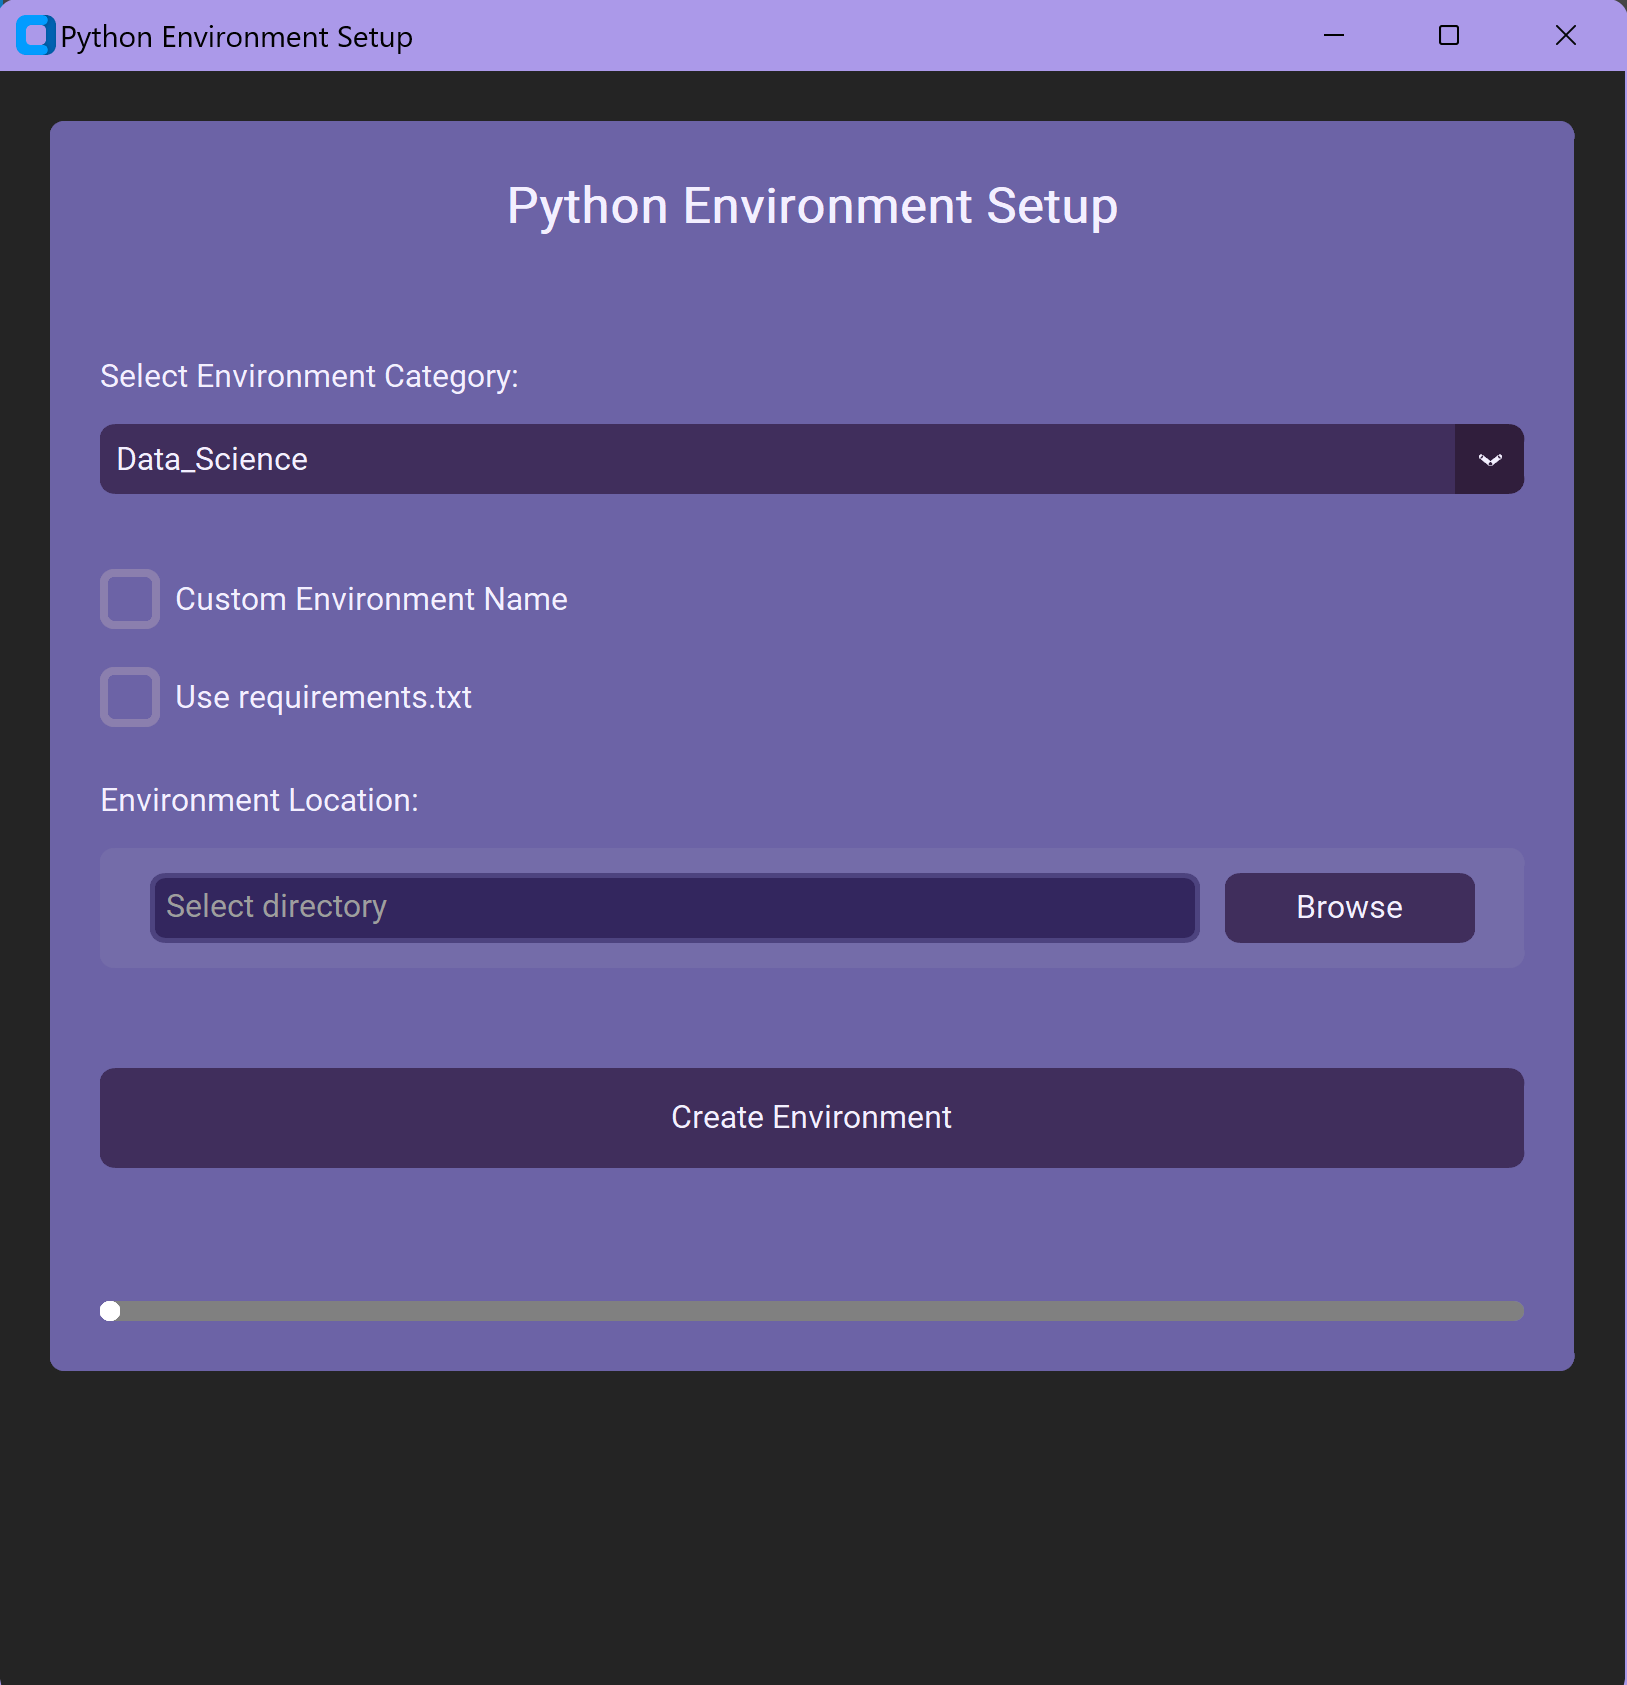 Python Environment Setup
Python Environment Setup
Select Environment Category:
Data_Science
Custom Environment Name
Use requirements.txt
Environment Location:
Select directory
Browse
Create Environment